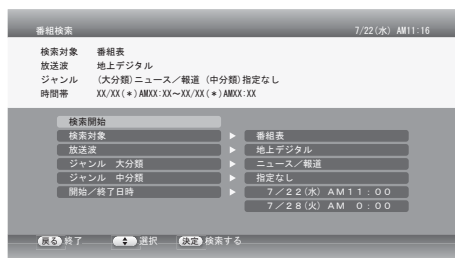 番組検索 7/22(水) AM11:16
検索対象 番組表
放送波 地上デジタル
ジャンル (大分類)ニュース／報道 (中分類)指定なし
時間帯 XX/XX(*)AMXX:XX～XX/XX(*)AMXX:XX
検索開始
検索対象 ▶ 番組表
放送波 ▶ 地上デジタル
ジャンル 大分類 ▶ ニュース／報道
ジャンル 中分類 ▶ 指定なし
開始／終了日時 ▶ 7／22(水) AM11：00
7／28(火) AM 0：00
戻る 終了 選択 決定 検索する